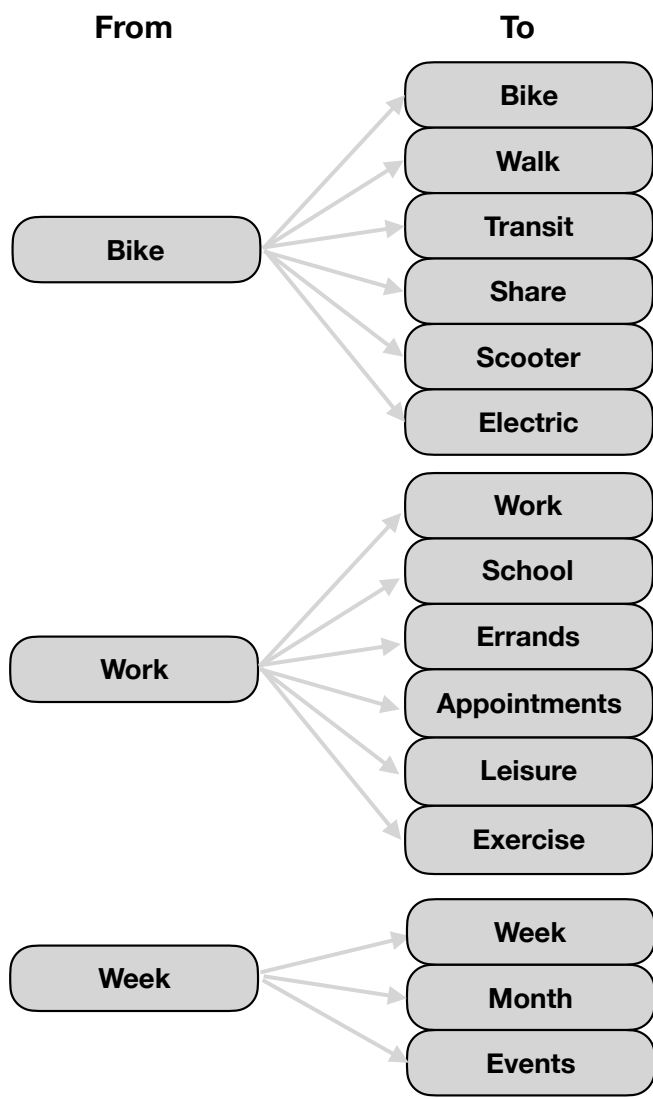 From To
Bike
Walk
Transit
Bike
Share
Scooter
Electric
Work
School
Errands
Work
Appointments
Leisure
Exercise
Week
Week
Month
Events